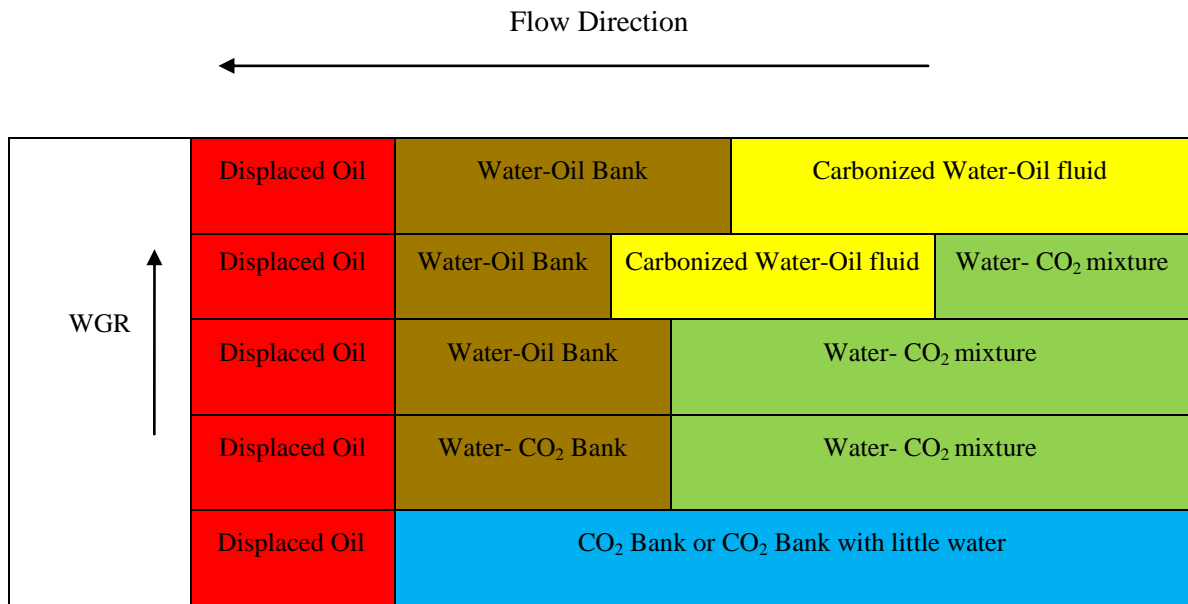 Flow Direction
Displaced Oil Water-Oil Bank Carbonized Water-Oil fluid
Displaced Oil Water-Oil Bank Carbonized Water-Oil fluid Water- CO₂ mixture
WGR
Displaced Oil Water-Oil Bank Water- CO₂ mixture
Displaced Oil Water- CO₂ Bank Water- CO₂ mixture
Displaced Oil CO₂ Bank or CO₂ Bank with little water